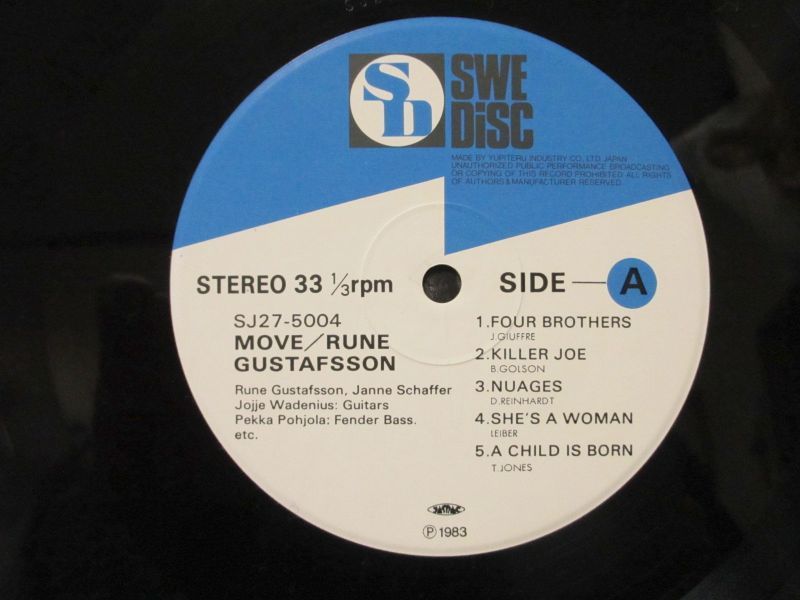 SD
SWE
DiSC
MADE BY YUPITERU INDUSTRY CO., LTD. JAPAN
UNAUTHORIZED PUBLIC PERFORMANCE BROADCASTING
OR COPYING OF THIS RECORD PROHIBITED ALL RIGHTS
OF AUTHORS & MANUFACTURER RESERVED.
STEREO 33 1/3rpm
SIDE—A
SJ27-5004
MOVE/RUNE
GUSTAFSSON
Rune Gustafsson, Janne Schaffer
Jojje Wadenius: Guitars
Pekka Pohjola: Fender Bass.
etc.
1.FOUR BROTHERS
J.GIUFFRE
2.KILLER JOE
B.GOLSON
3.NUAGES
D.REINHARDT
4.SHE'S A WOMAN
LEIBER
5.A CHILD IS BORN
T.JONES
JASRAC
Ⓟ1983